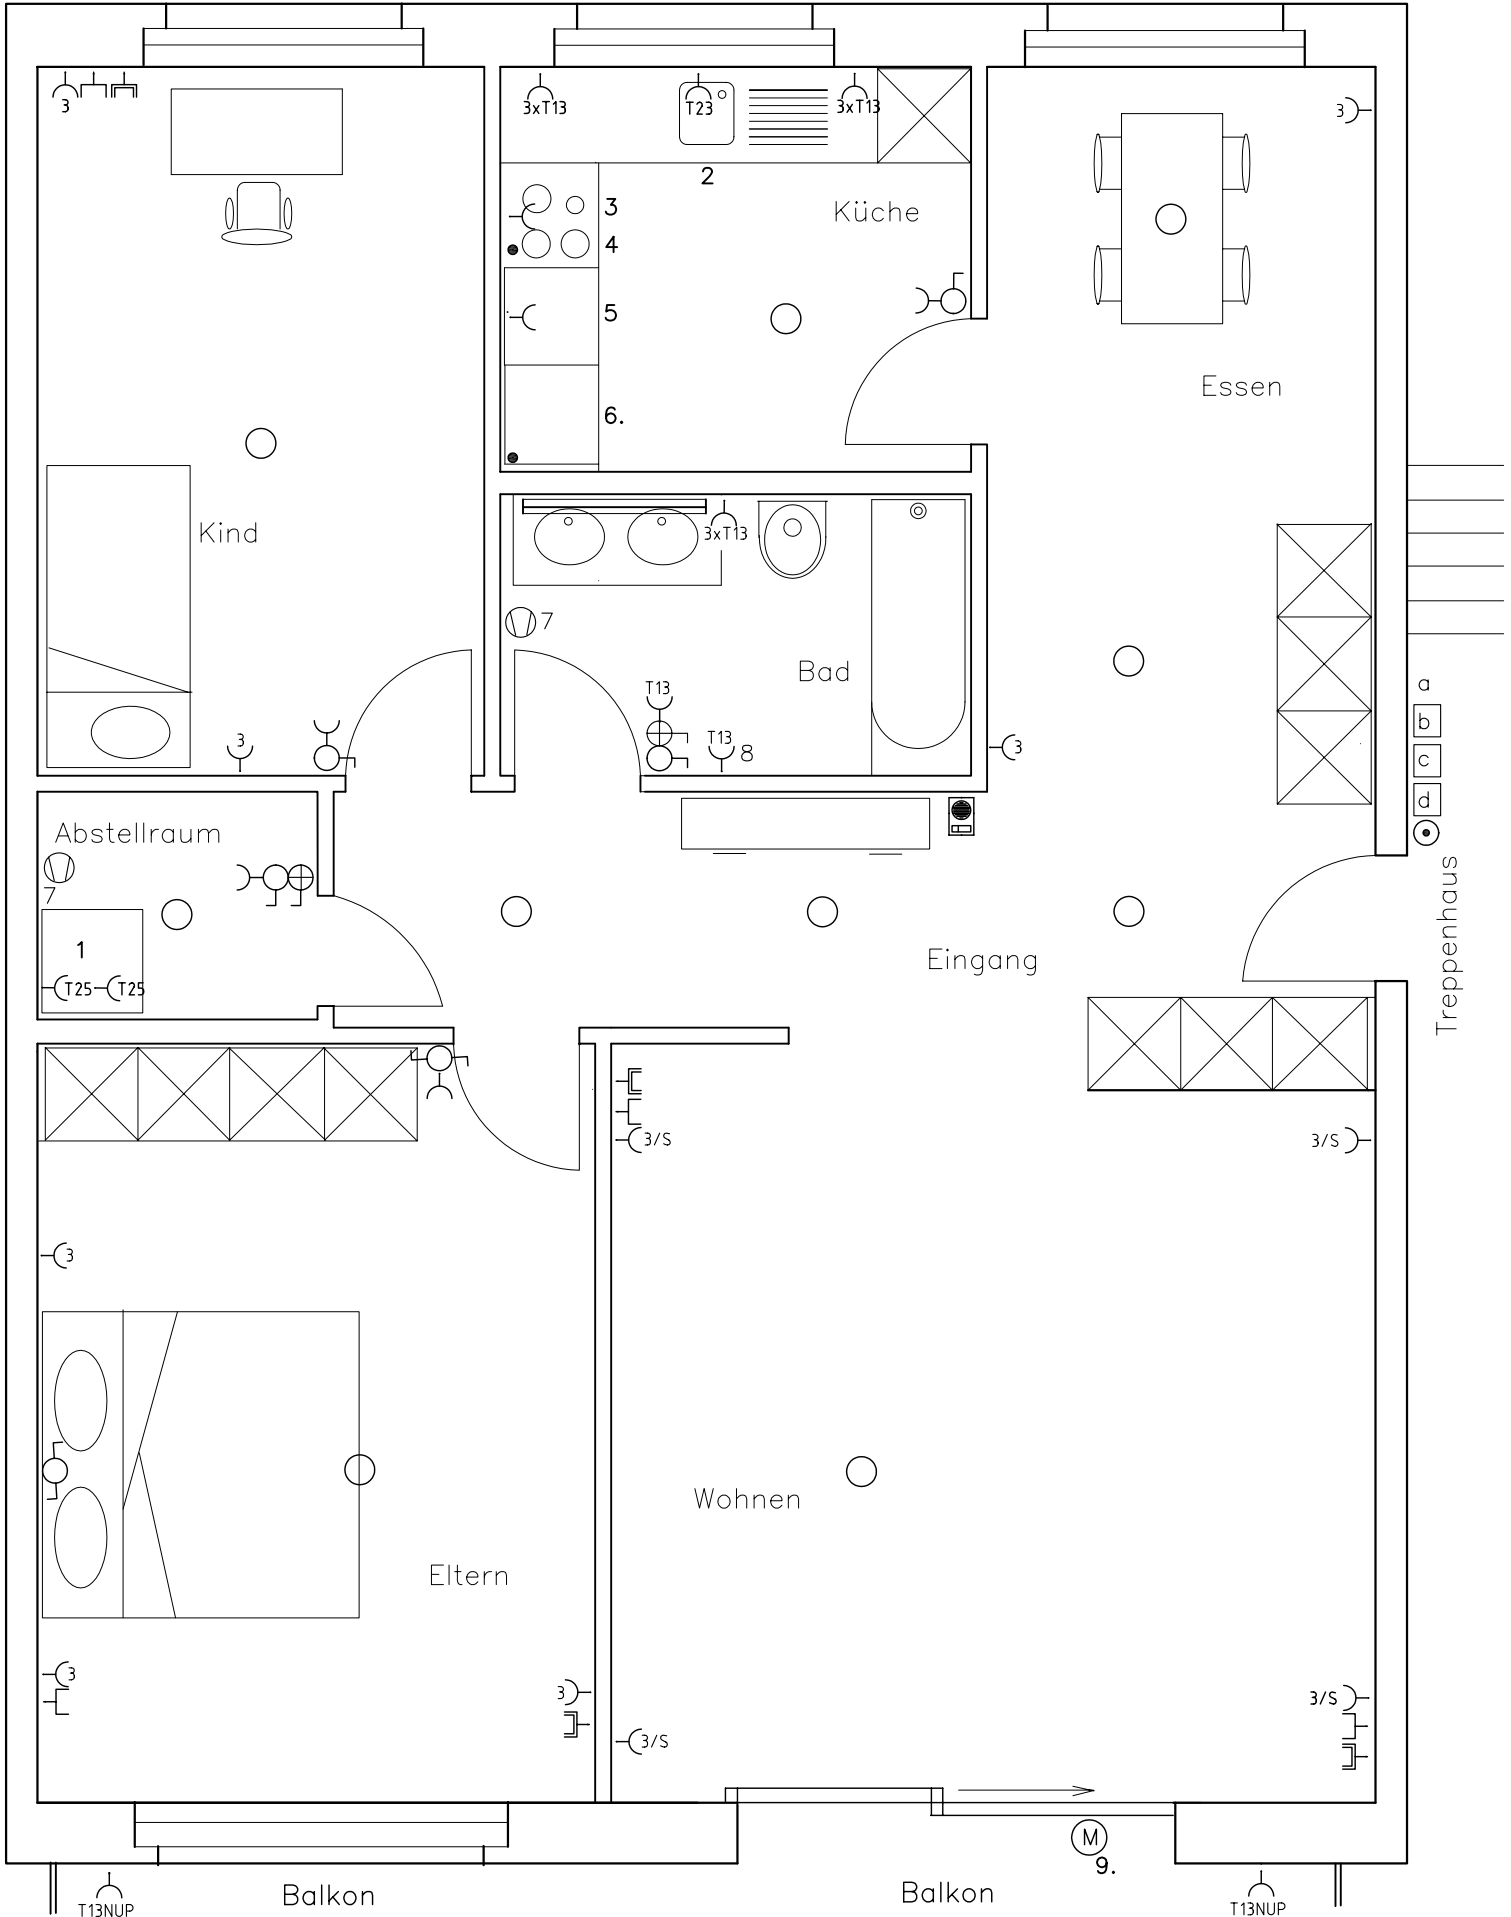 3
3xT13
T23
3xT13
3
2
3
Küche
4
5
Essen
6.
Kind
3xT13
7
Bad
a
T13
b
3
T13
8
3
c
d
Abstellraum
7
Treppenhaus
1
Eingang
T25
T25
3/S
3/S
3
Wohnen
Eltern
3
3
3/S
3/S
M
9.
Balkon
Balkon
T13NUP
T13NUP